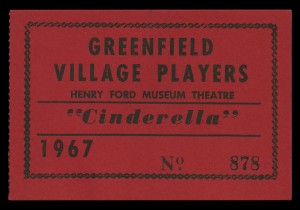 GREENFIELD
VILLAGE PLAYERS
HENRY FORD MUSEUM THEATRE
"Cinderella"
1967
No. 878